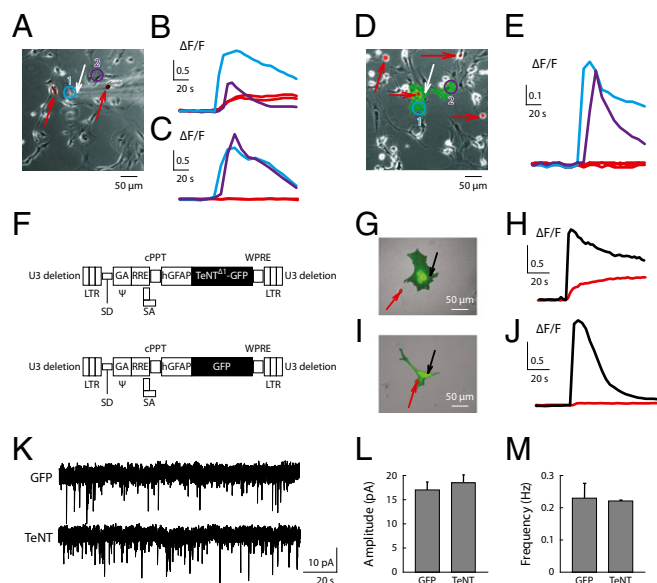 A
B
D
E
2
1
50 µm
ΔF/F
0.5
20 s
C
ΔF/F
0.5
20 s
2
1
50 µm
ΔF/F
0.1
20 s
F
cPPT
WPRE
U3 deletion
GA
RRE
hGFAP
TeNTΔ1-GFP
U3 deletion
LTR
Ψ
LTR
SD
SA
cPPT
WPRE
U3 deletion
GA
RRE
hGFAP
GFP
U3 deletion
LTR
Ψ
LTR
SD
SA
G
50 µm
H
ΔF/F
0.5
20 s
I
50 µm
J
ΔF/F
0.5
20 s
K
GFP
TeNT
10 pA
20 s
L
Amplitude (pA)
20
15
10
5
0
GFP TeNT
M
Frequency (Hz)
0.3
0.2
0.1
0
GFP TeNT